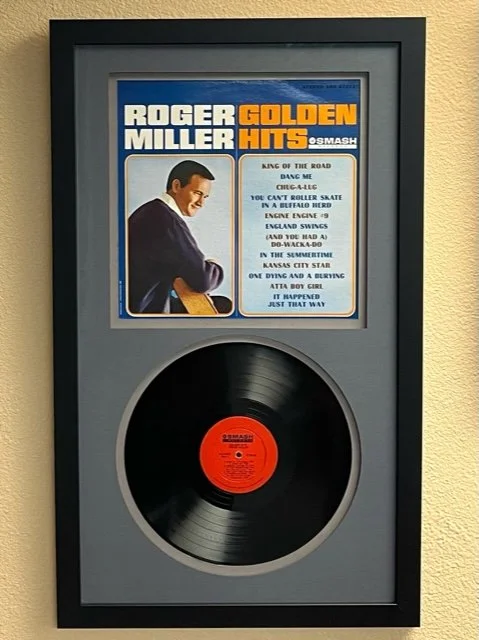 ROGER GOLDEN
MILLER HITS SMASH
KING OF THE ROAD
DANG ME
CHUG-A-LUG
YOU CAN'T ROLLER SKATE
IN A BUFFALO HERD
ENGINE ENGINE #9
ENGLAND SWINGS
(AND YOU HAD A)
DO-WACKA-DO
IN THE SUMMERTIME
KANSAS CITY STAR
ONE DYING AND A BURYING
ATTA BOY GIRL
IT HAPPENED
JUST THAT WAY
SMASH